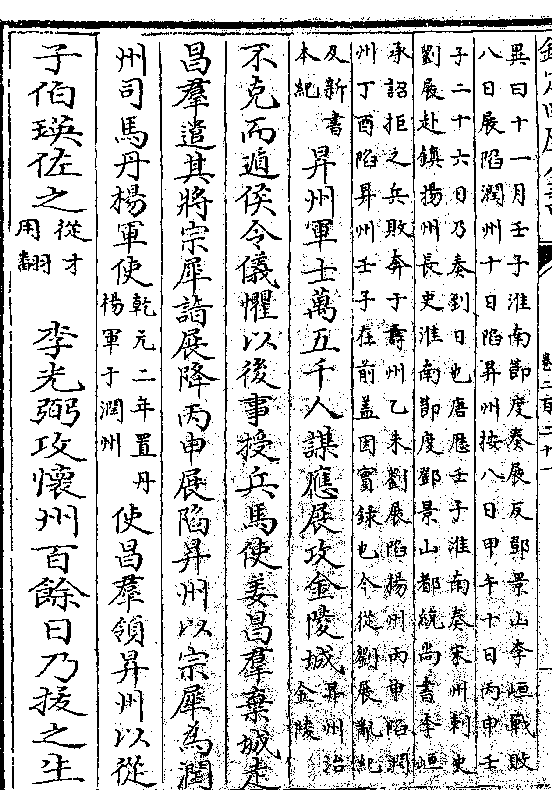 異曰十一月壬子淮南節度奏展反鄧景山李峘戰敗
八日展陷潤州十日陷昇州按八日甲午十日丙申壬
子二十六日乃奏到日也唐歷壬子淮南奏宋州刺史
劉展赴鎮揚州長史淮南節度鄧景山都統尚書李峘
承詔拒之兵敗奔于壽州乙未劉展陷揚州丙申陷潤
州丁酉陷昇州壬子在前蓋因實錄也今從劉展亂紀
及新書
本紀
昇州軍士萬五千人謀應展攻金陵城
昇州治
金陵
不克而遁侯令儀懼以後事授兵馬使姜昌羣棄城走
昌羣遣其將宗犀詣展降丙申展陷昇州以宗犀為潤
州司馬丹楊軍使
乾元二年置丹
楊軍于潤州
使昌羣領昇州以從
子伯瑛佐之
從才
用翻
李光弼攻懷州百餘日乃拔之生